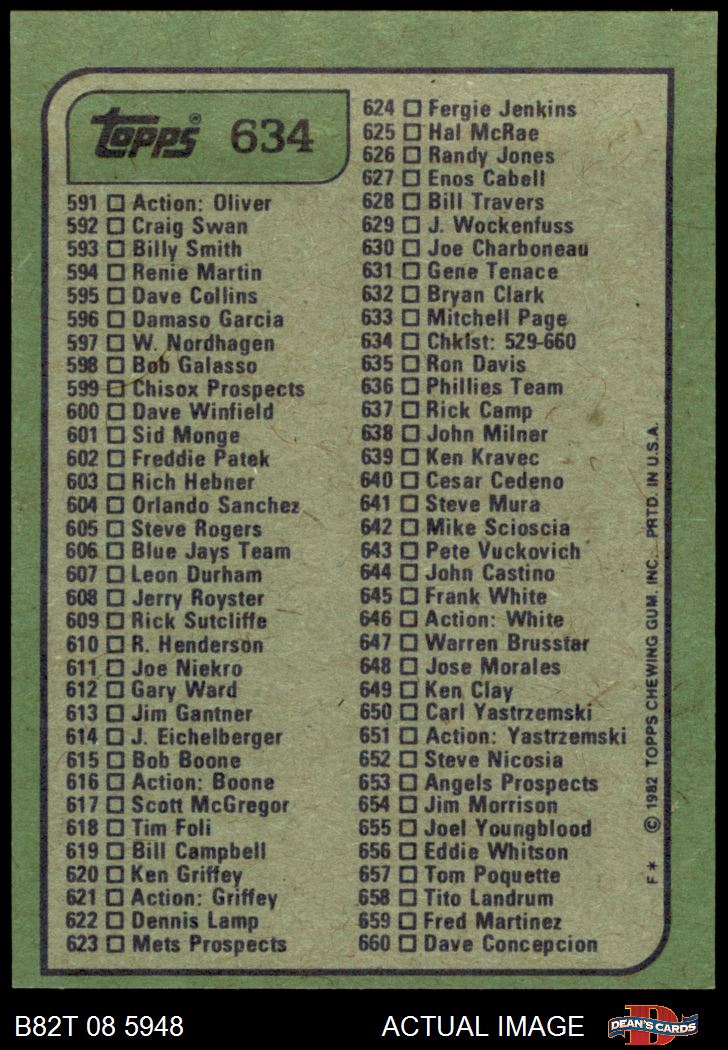 Topps® 634
591 ☐ Action: Oliver
592 ☐ Craig Swan
593 ☐ Billy Smith
594 ☐ Renie Martin
595 ☐ Dave Collins
596 ☐ Damaso Garcia
597 ☐ W. Nordhagen
598 ☐ Bob Galasso
599 ☐ Chisox Prospects
600 ☐ Dave Winfield
601 ☐ Sid Monge
602 ☐ Freddie Patek
603 ☐ Rich Hebner
604 ☐ Orlando Sanchez
605 ☐ Steve Rogers
606 ☐ Blue Jays Team
607 ☐ Leon Durham
608 ☐ Jerry Royster
609 ☐ Rick Sutcliffe
610 ☐ R. Henderson
611 ☐ Joe Niekro
612 ☐ Gary Ward
613 ☐ Jim Gantner
614 ☐ J. Eichelberger
615 ☐ Bob Boone
616 ☐ Action: Boone
617 ☐ Scott McGregor
618 ☐ Tim Foli
619 ☐ Bill Campbell
620 ☐ Ken Griffey
621 ☐ Action: Griffey
622 ☐ Dennis Lamp
623 ☐ Mets Prospects
624 ☐ Fergie Jenkins
625 ☐ Hal McRae
626 ☐ Randy Jones
627 ☐ Enos Cabell
628 ☐ Bill Travers
629 ☐ J. Wockenfuss
630 ☐ Joe Charboneau
631 ☐ Gene Tenace
632 ☐ Bryan Clark
633 ☐ Mitchell Page
634 ☐ Chklst: 529-660
635 ☐ Ron Davis
636 ☐ Phillies Team
637 ☐ Rick Camp
638 ☐ John Milner
639 ☐ Ken Kravec
640 ☐ Cesar Cedeno
641 ☐ Steve Mura
642 ☐ Mike Scioscia
643 ☐ Pete Vuckovich
644 ☐ John Castino
645 ☐ Frank White
646 ☐ Action: White
647 ☐ Warren Brusstar
648 ☐ Jose Morales
649 ☐ Ken Clay
650 ☐ Carl Yastrzemski
651 ☐ Action: Yastrzemski
652 ☐ Steve Nicosia
653 ☐ Angels Prospects
654 ☐ Jim Morrison
655 ☐ Joel Youngblood
656 ☐ Eddie Whitson
657 ☐ Tom Poquette
658 ☐ Tito Landrum
659 ☐ Fred Martinez
660 ☐ Dave Concepcion
F * © 1982 TOPPS CHEWING GUM, INC. PRTD. IN U.S.A.
B82T 08 5948 ACTUAL IMAGE DEAN'S CARDS